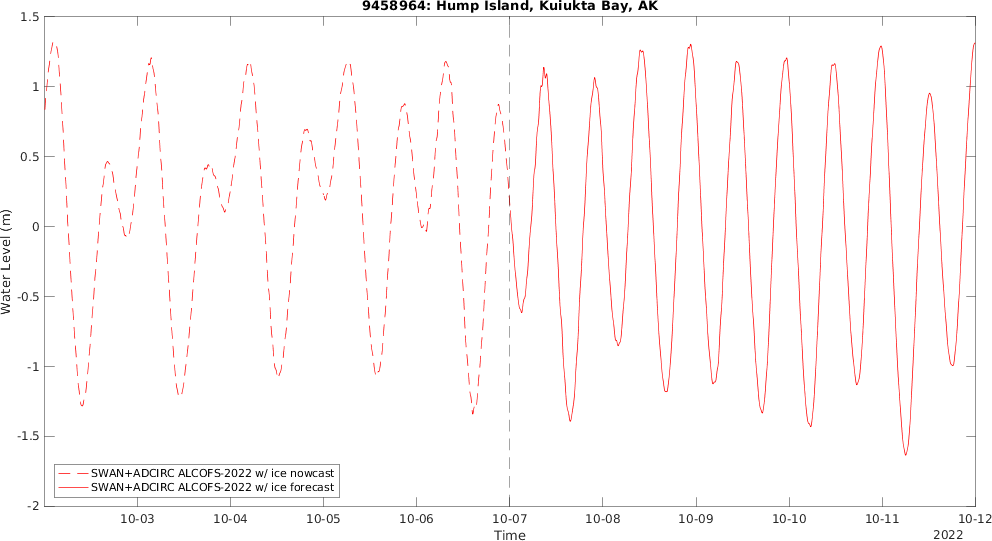 9458964: Hump Island, Kuiukta Bay, AK
Water Level (m)
1.5
1
0.5
0
-0.5
-1
-1.5
-2
SWAN+ADCIRC ALCOFS-2022 w/ ice nowcast
SWAN+ADCIRC ALCOFS-2022 w/ ice forecast
10-03 10-04 10-05 10-06 10-07 10-08 10-09 10-10 10-11 10-12
Time
2022